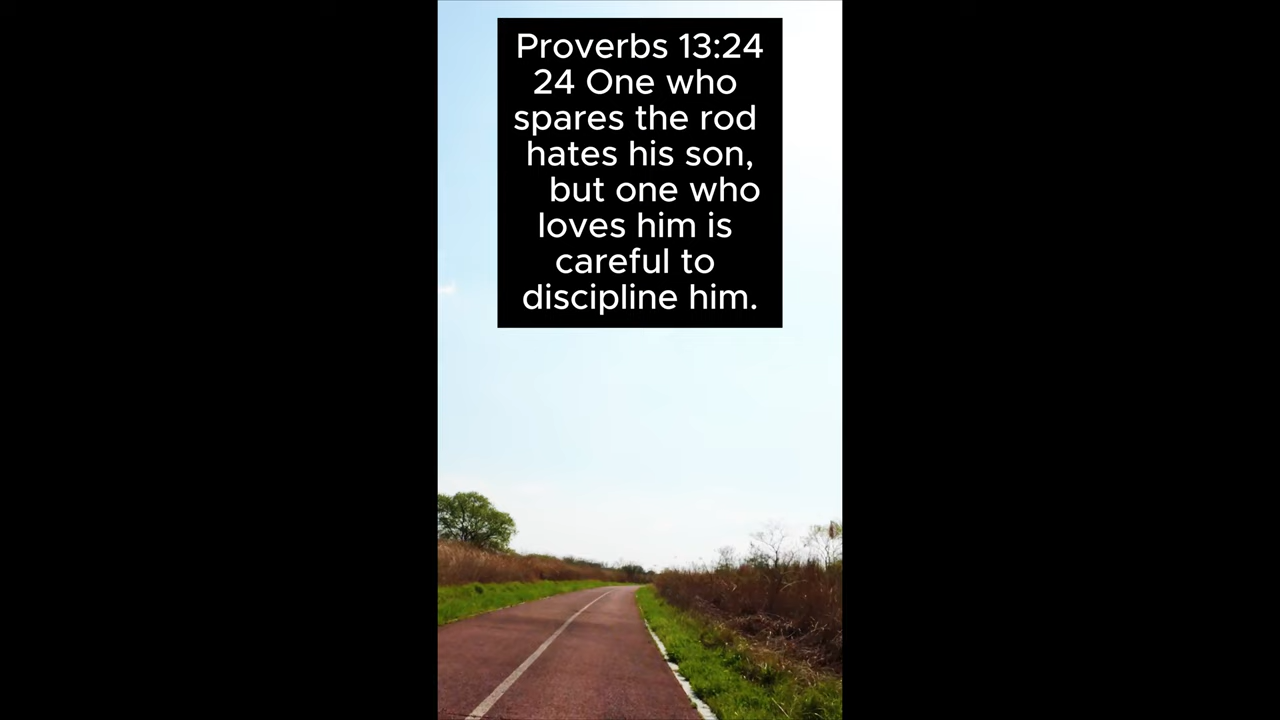 Proverbs 13:24
24 One who
spares the rod
hates his son,
but one who
loves him is
careful to
discipline him.